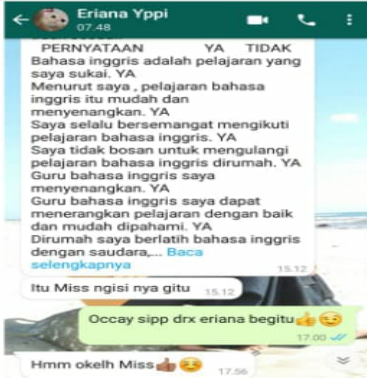 Eriana Yppi
07.48
PERNYATAAN YA TIDAK
Bahasa inggris adalah pelajaran yang
saya sukai. YA
Menurut saya , pelajaran bahasa
inggris itu mudah dan
menyenangkan. YA
Saya selalu bersemangat mengikuti
pelajaran bahasa inggris. YA
Saya tidak bosan untuk mengulangi
pelajaran bahasa inggris dirumah. YA
Guru bahasa inggris saya
menyenangkan. YA
Guru bahasa inggris saya dapat
menerangkan pelajaran dengan baik
dan mudah dipahami. YA
Dirumah saya berlatih bahasa inggris
dengan saudara,... Baca
selengkapnya
15.12
Itu Miss ngisi nya gitu 15.12
Occay sipp drx eriana begitu👍😉
17.00
Hmm okelh Miss👍☺️ 17.56